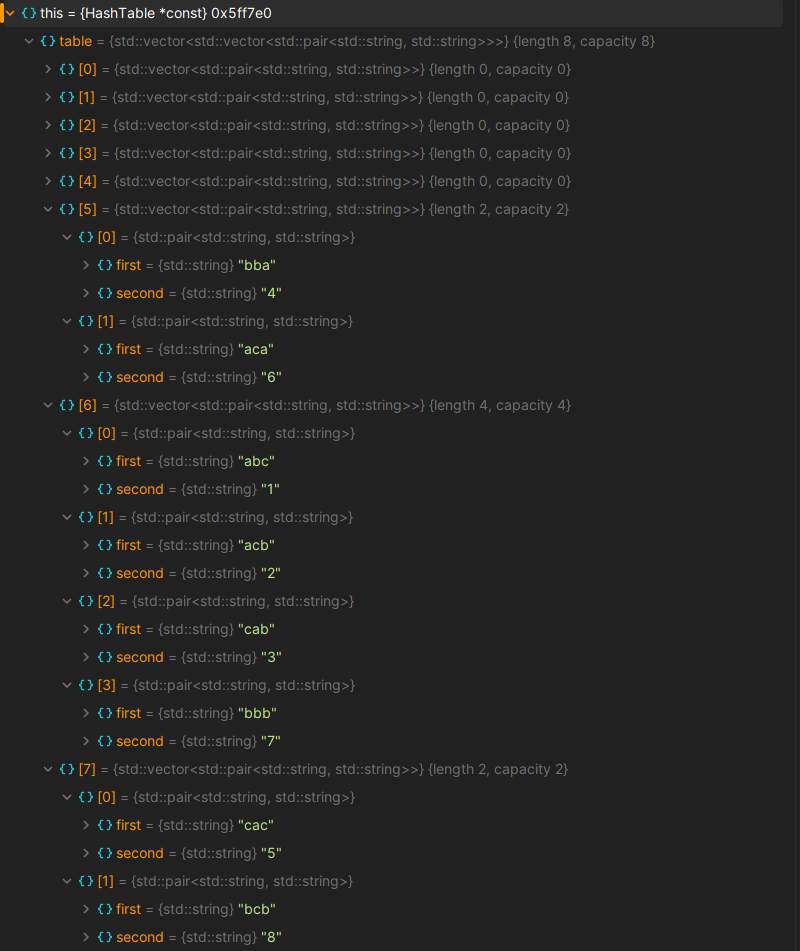 this = {HashTable *const} 0x5ff7e0
table = {std::vector<std::vector<std::pair<std::string, std::string>>>} {length 8, capacity 8}
[0] = {std::vector<std::pair<std::string, std::string>>} {length 0, capacity 0}
[1] = {std::vector<std::pair<std::string, std::string>>} {length 0, capacity 0}
[2] = {std::vector<std::pair<std::string, std::string>>} {length 0, capacity 0}
[3] = {std::vector<std::pair<std::string, std::string>>} {length 0, capacity 0}
[4] = {std::vector<std::pair<std::string, std::string>>} {length 0, capacity 0}
[5] = {std::vector<std::pair<std::string, std::string>>} {length 2, capacity 2}
[0] = {std::pair<std::string, std::string>}
first = {std::string} "bba"
second = {std::string} "4"
[1] = {std::pair<std::string, std::string>}
first = {std::string} "aca"
second = {std::string} "6"
[6] = {std::vector<std::pair<std::string, std::string>>} {length 4, capacity 4}
[0] = {std::pair<std::string, std::string>}
first = {std::string} "abc"
second = {std::string} "1"
[1] = {std::pair<std::string, std::string>}
first = {std::string} "acb"
second = {std::string} "2"
[2] = {std::pair<std::string, std::string>}
first = {std::string} "cab"
second = {std::string} "3"
[3] = {std::pair<std::string, std::string>}
first = {std::string} "bbb"
second = {std::string} "7"
[7] = {std::vector<std::pair<std::string, std::string>>} {length 2, capacity 2}
[0] = {std::pair<std::string, std::string>}
first = {std::string} "cac"
second = {std::string} "5"
[1] = {std::pair<std::string, std::string>}
first = {std::string} "bcb"
second = {std::string} "8"